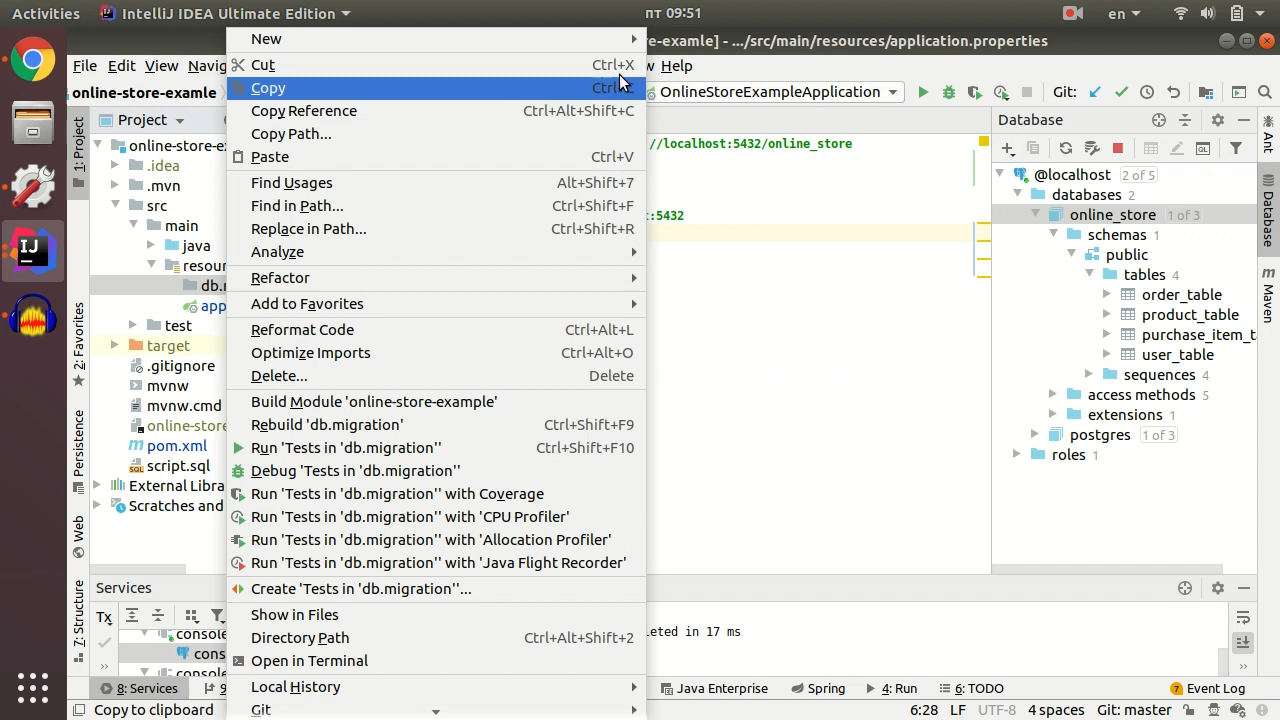 Activities
IntelliJ IDEA Ultimate Edition
пт 09:51
en
e-examle] - .../src/main/resources/application.properties
File Edit View Navig
w Help
online-store-examle
OnlineStoreExampleApplication
Git:
New
Cut Ctrl+X
Copy
Copy Reference Ctrl+Alt+Shift+C
Copy Path...
Paste Ctrl+V
Find Usages Alt+Shift+7
Find in Path... Ctrl+Shift+F
Replace in Path... Ctrl+Shift+R
Analyze
Refactor
Add to Favorites
Reformat Code Ctrl+Alt+L
Optimize Imports Ctrl+Alt+O
Delete... Delete
Build Module 'online-store-example'
Rebuild 'db.migration' Ctrl+Shift+F9
Run 'Tests in 'db.migration'' Ctrl+Shift+F10
Debug 'Tests in 'db.migration''
Run 'Tests in 'db.migration'' with Coverage
Run 'Tests in 'db.migration'' with 'CPU Profiler'
Run 'Tests in 'db.migration'' with 'Allocation Profiler'
Run 'Tests in 'db.migration'' with 'Java Flight Recorder'
Create 'Tests in 'db.migration''...
Show in Files
Directory Path Ctrl+Alt+Shift+2
Open in Terminal
Local History
Git
1: Project
2: Favorites
Persistence
Web
7: Structure
Project
online-store-e
.idea
.mvn
src
main
java
resour
db.
app
test
target
.gitignore
mvnw
mvnw.cmd
online-store
pom.xml
script.sql
External Libra
Scratches and
//localhost:5432/online_store
t:5432
Database
@localhost 2 of 5
databases 2
online_store 1 of 3
schemas 1
public
tables 4
order_table
product_table
purchase_item_t
user_table
sequences 4
access methods 5
extensions 1
postgres 1 of 3
roles 1
Ant
Database
Maven
Services
Tx
console
cons
console
leted in 17 ms
8: Services
9
Java Enterprise
Spring
4: Run
6: TODO
7 Event Log
Copy to clipboard
6:28 LF UTF-8 4 spaces Git: master